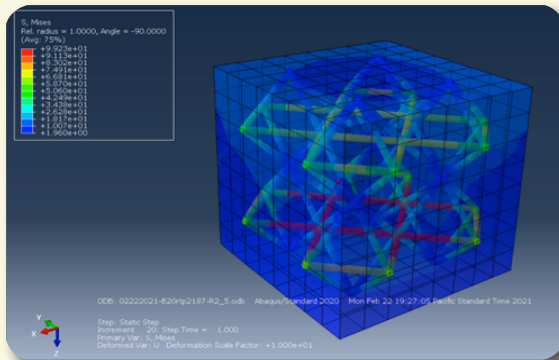 S, Mises
Rel. radius = 1.0000, Angle = -90.0000
(Avg: 75%)
+9.923e+01
+9.113e+01
+8.302e+01
+7.491e+01
+6.681e+01
+5.870e+01
+5.060e+01
+4.249e+01
+3.438e+01
+2.628e+01
+1.817e+01
+1.007e+01
+1.960e+00
ODB: 02222021-B20rtp2187-R2_5.odb Abaqus/Standard 2020 Mon Feb 22 19:27:05 Pacific Standard Time 2021
Y
X
Z
Step: Static Step
Increment 20: Step Time = 1.000
Primary Var: S, Mises
Deformed Var: U Deformation Scale Factor: +1.000e+01